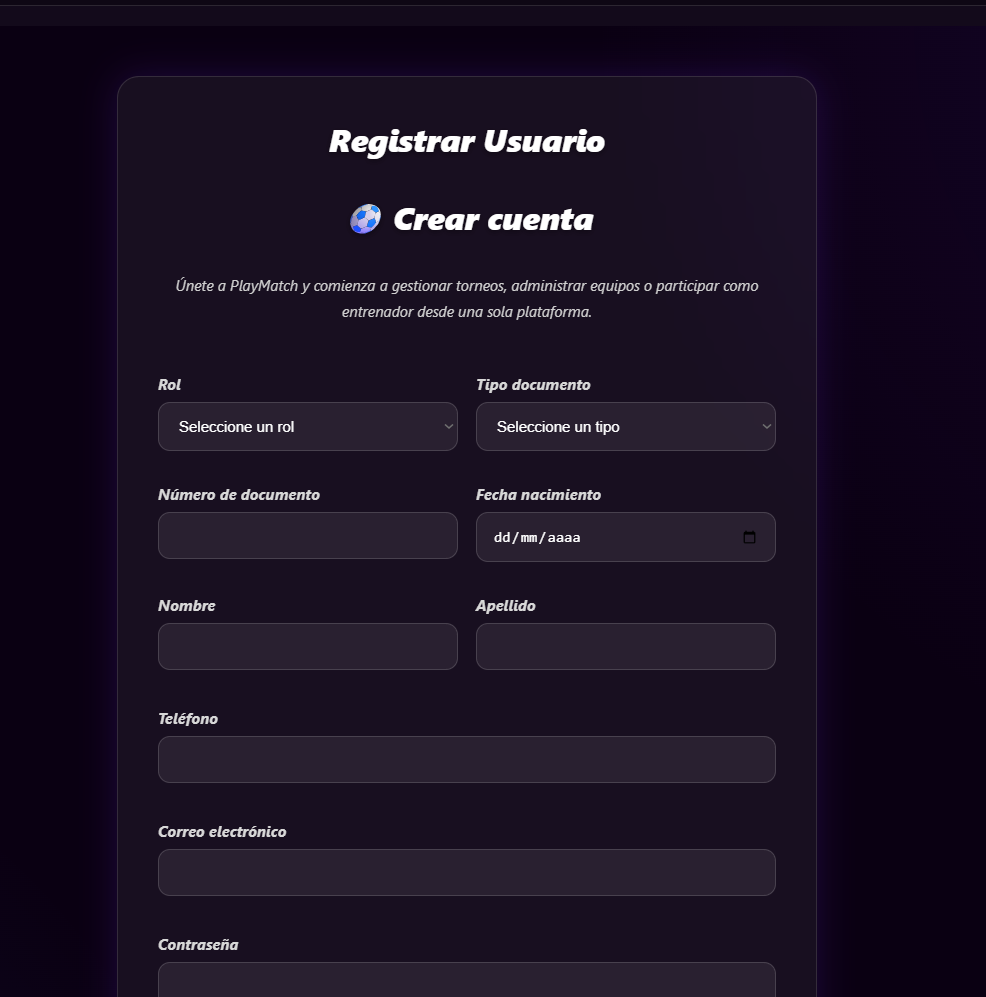 Registrar Usuario
Crear cuenta
Únete a PlayMatch y comienza a gestionar torneos, administrar equipos o participar como
entrenador desde una sola plataforma.
Rol
Tipo documento
Seleccione un rol
Seleccione un tipo
Número de documento
Fecha nacimiento
dd/mm/aaaa
Nombre
Apellido
Teléfono
Correo electrónico
Contraseña